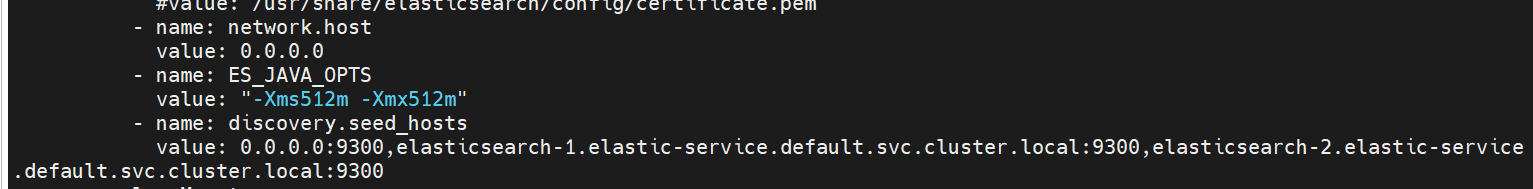 #value: /usr/share/elasticsearch/config/certificate.pem
- name: network.host
value: 0.0.0.0
- name: ES_JAVA_OPTS
value: "-Xms512m -Xmx512m"
- name: discovery.seed_hosts
value: 0.0.0.0:9300,elasticsearch-1.elastic-service.default.svc.cluster.local:9300,elasticsearch-2.elastic-service
.default.svc.cluster.local:9300